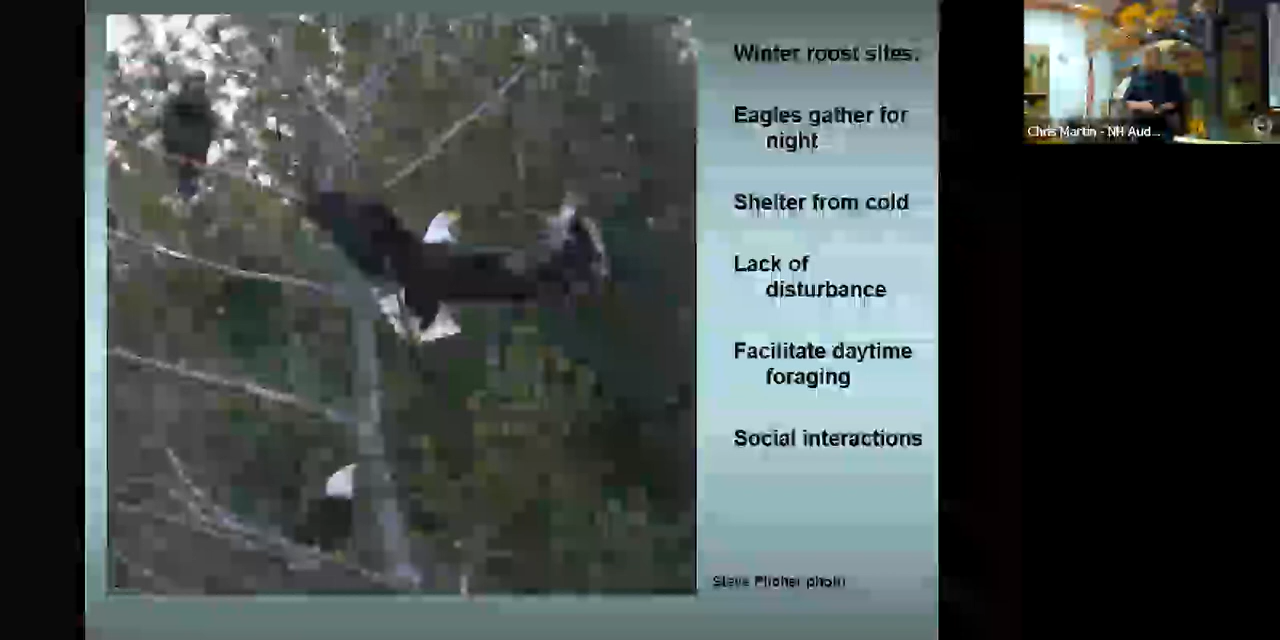 Winter roost sites.
Eagles gather for
night
Shelter from cold
Lack of
disturbance
Facilitate daytime
foraging
Social interactions
Steve photo
Chris Martin - NH Aud...